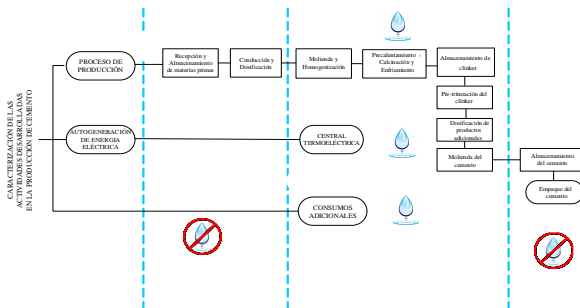 CARACTERIZACIÓN DE LAS
ACTIVIDADES DESARROLLADAS
EN LA PRODUCCIÓN DE CEMENTO
PROCESO DE
PRODUCCIÓN
Recepción y
Almacenamiento
de materias primas
Conducción y
Dosificación
Molienda y
Homogenización
Precalentamiento -
Calcinación y
Enfriamiento
Almacenamiento de
clinker
Pre-trituración del
clinker
Dosificación de
productos
adicionales
Molienda del
cemento
Almacenamiento
del cemento
Empaque del
cemento
AUTOGENERACIÓN
DE ENERGIA
ELÉCTRICA
CENTRAL
TERMOELÉCTRICA
CONSUMOS
ADICIONALES